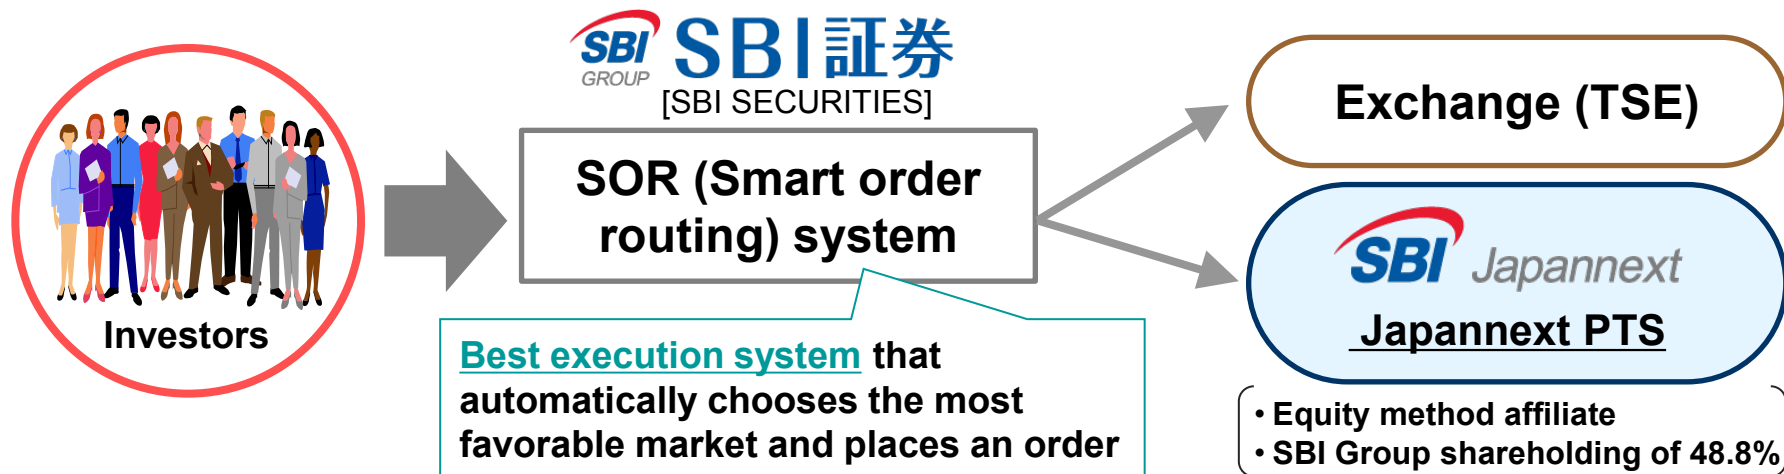 Investors
SBI
GROUP
SBI証券
[SBI SECURITIES]
SOR (Smart order
routing) system
Best execution system that
automatically chooses the most
favorable market and places an order
Exchange (TSE)
SBI Japannext
Japannext PTS
• Equity method affiliate
• SBI Group shareholding of 48.8%